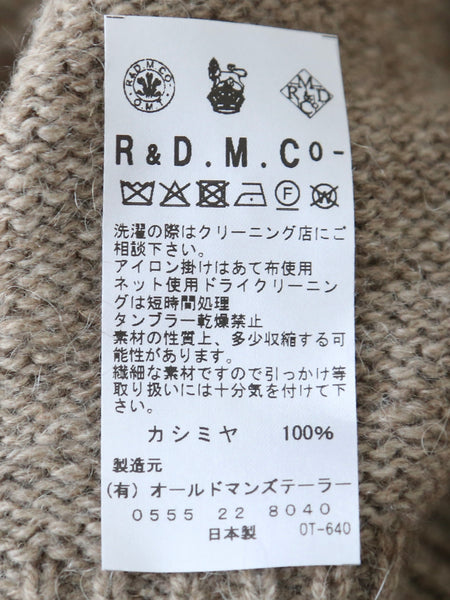 R&D.M.CO
O.M.T
R & D . M . Co -
洗濯の際はクリーニング店にご
相談下さい。
アイロン掛けはあて布使用
ネット使用ドライクリーニン
グは短時間処理
タンブラー乾燥禁止
素材の性質上、多少収縮する可
能性があります。
繊細な素材ですので引っかけ等
取り扱いには十分気を付けて下
さい。
カシミヤ 100%
製造元
(有) オールドマンズテーラー
0555 22 8040
日本製 OT-640